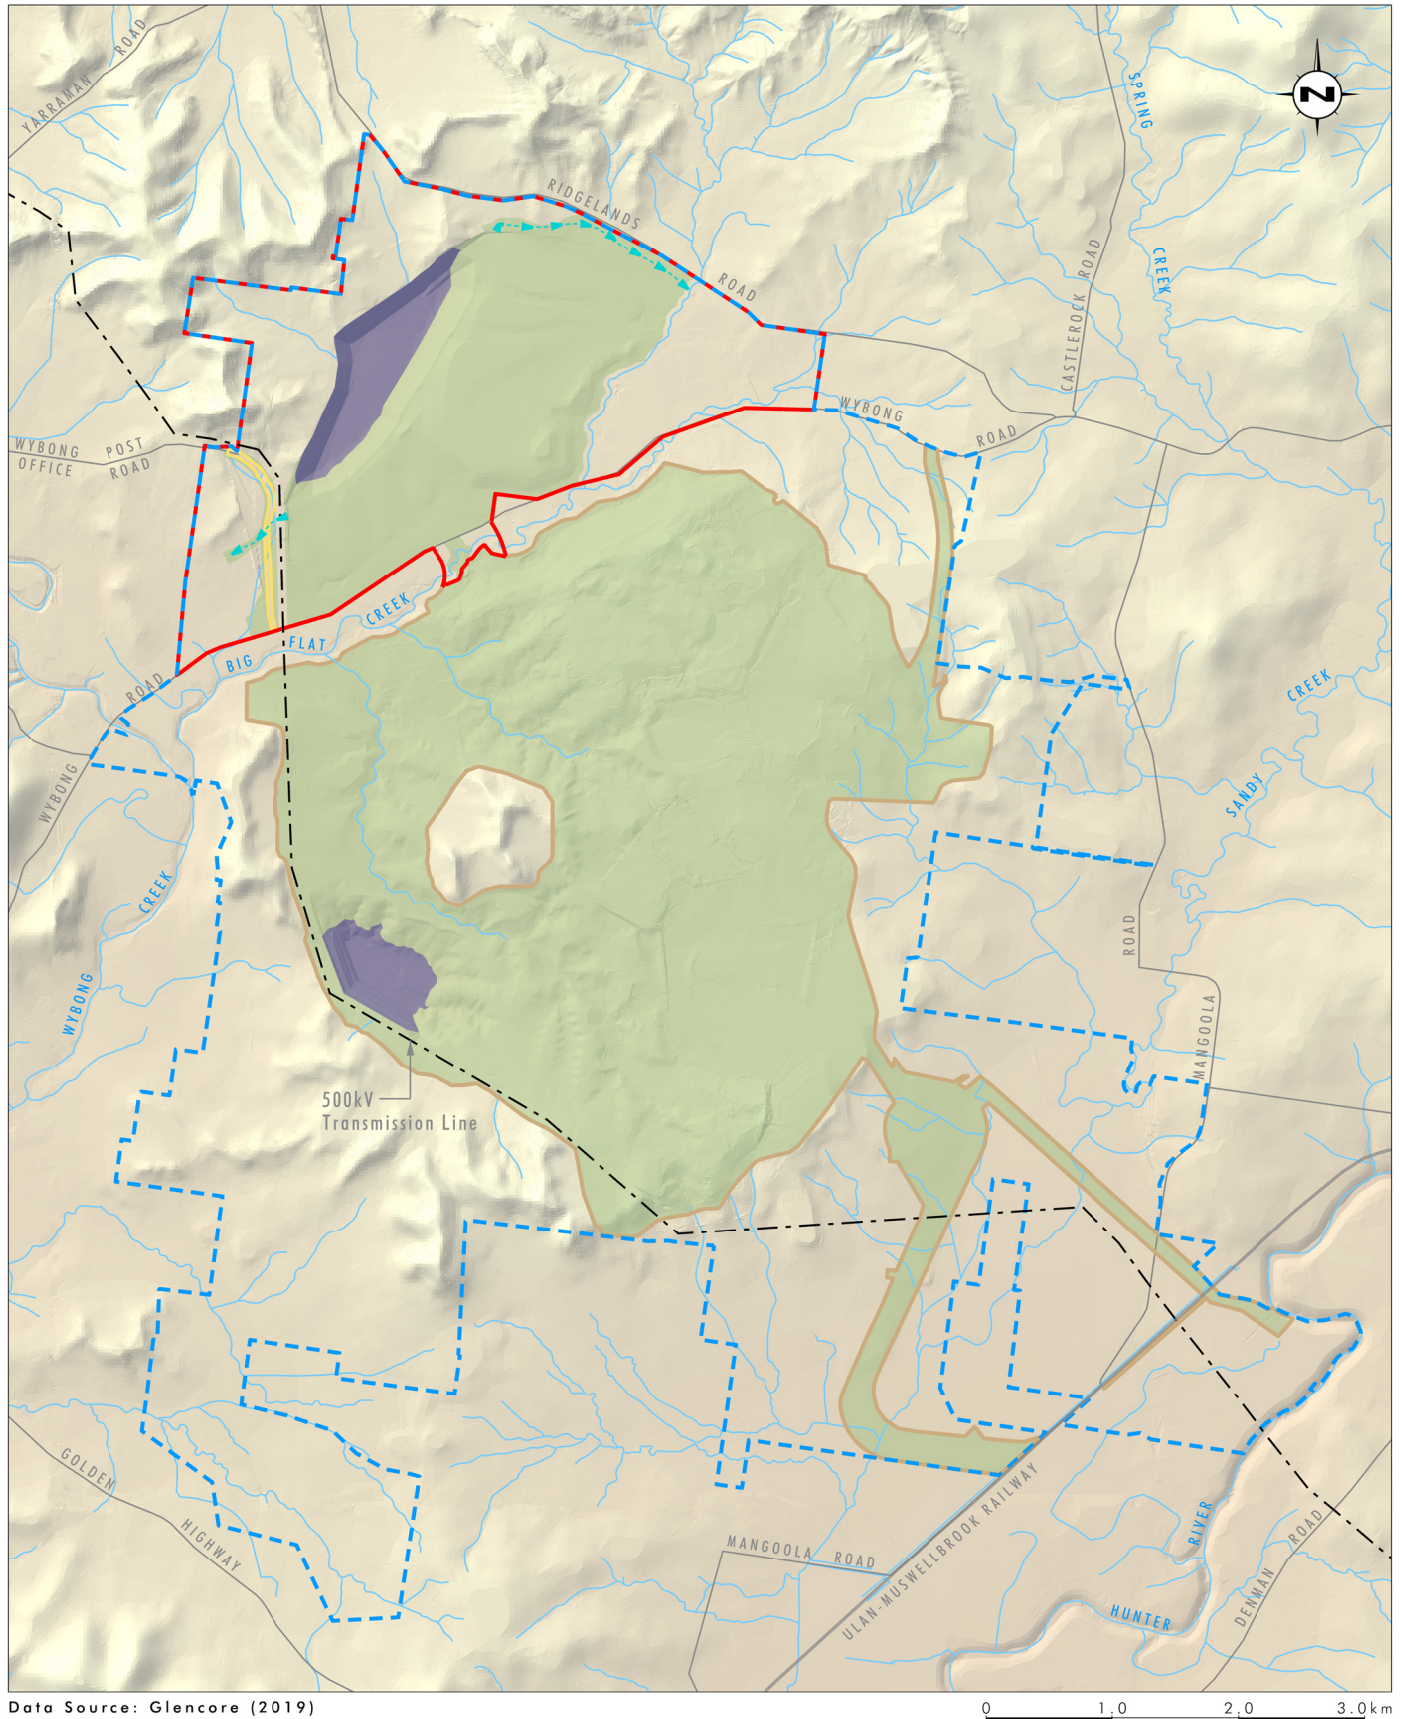 YARRAMAN ROAD
SPRING
CREEK
N
RIDGELANDS
ROAD
CASTLEROCK ROAD
WYBONG
ROAD
WYBONG POST
OFFICE ROAD
CREEK
BIG FLAT
ROAD
WYBONG
CREEK
SANDY
CREEK
WYBONG
ROAD
MANGOOLA
500kV
Transmission Line
GOLDEN
HIGHWAY
MANGOOLA ROAD
ULAN-MUSWELLBROOK RAILWAY
RIVER
HUNTER
DENMAN ROAD
Data Source: Glencore (2019)
0 1.0 2.0 3.0km